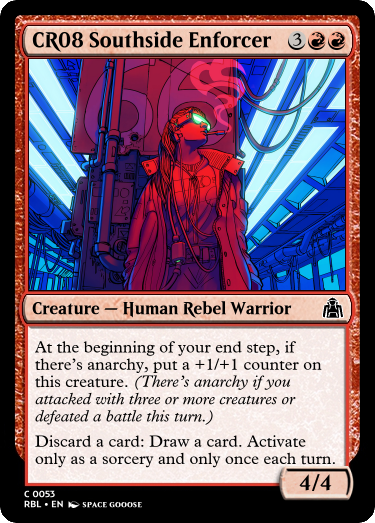 CR08 Southside Enforcer 3
Creature — Human Rebel Warrior
At the beginning of your end step, if
there's anarchy, put a +1/+1 counter on
this creature. (There's anarchy if you
attacked with three or more creatures or
defeated a battle this turn.)
Discard a card: Draw a card. Activate
only as a sorcery and only once each turn.
4/4
C 0053
RBL • EN SPACE GOOOSE